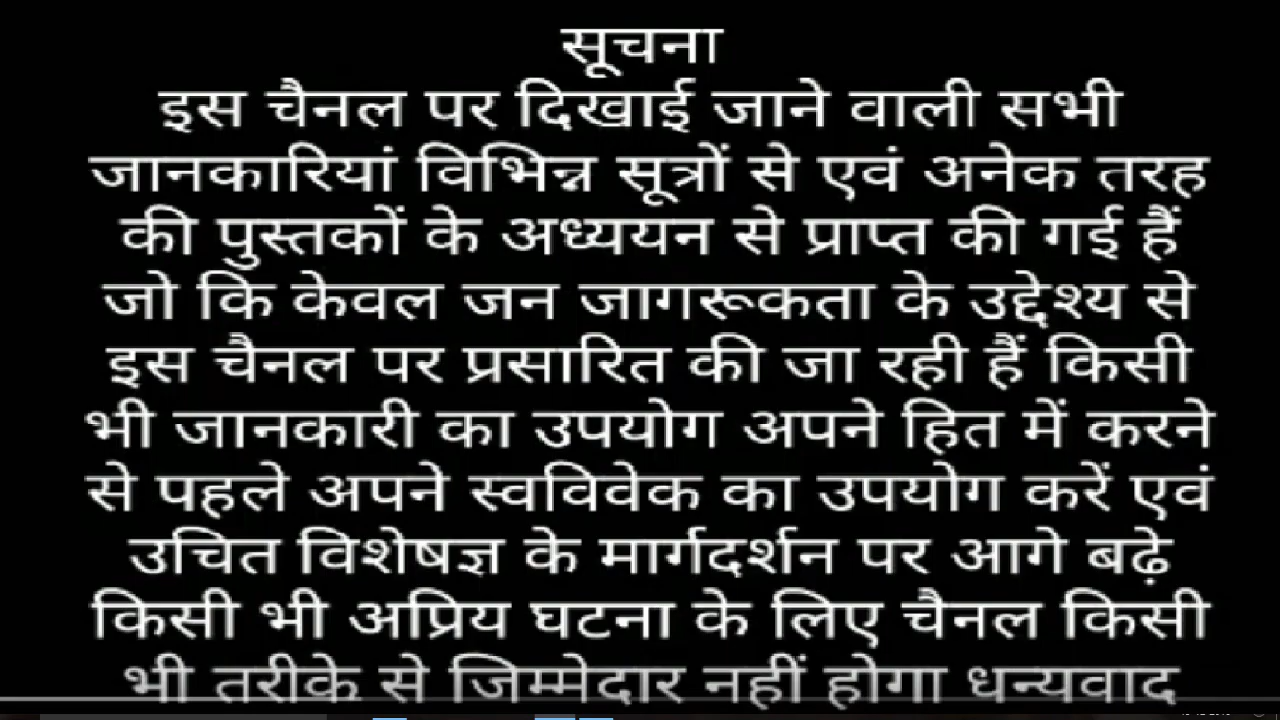 सूचना
इस चैनल पर दिखाई जाने वाली सभी
जानकारियां विभिन्न सूत्रों से एवं अनेक तरह
की पुस्तकों के अध्ययन से प्राप्त की गई हैं
जो कि केवल जन जागरूकता के उद्देश्य से
इस चैनल पर प्रसारित की जा रही हैं किसी
भी जानकारी का उपयोग अपने हित में करने
से पहले अपने स्वविवेक का उपयोग करें एवं
उचित विशेषज्ञ के मार्गदर्शन पर आगे बढ़े
किसी भी अप्रिय घटना के लिए चैनल किसी
भी तरीके से जिम्मेदार नहीं होगा धन्यवाद